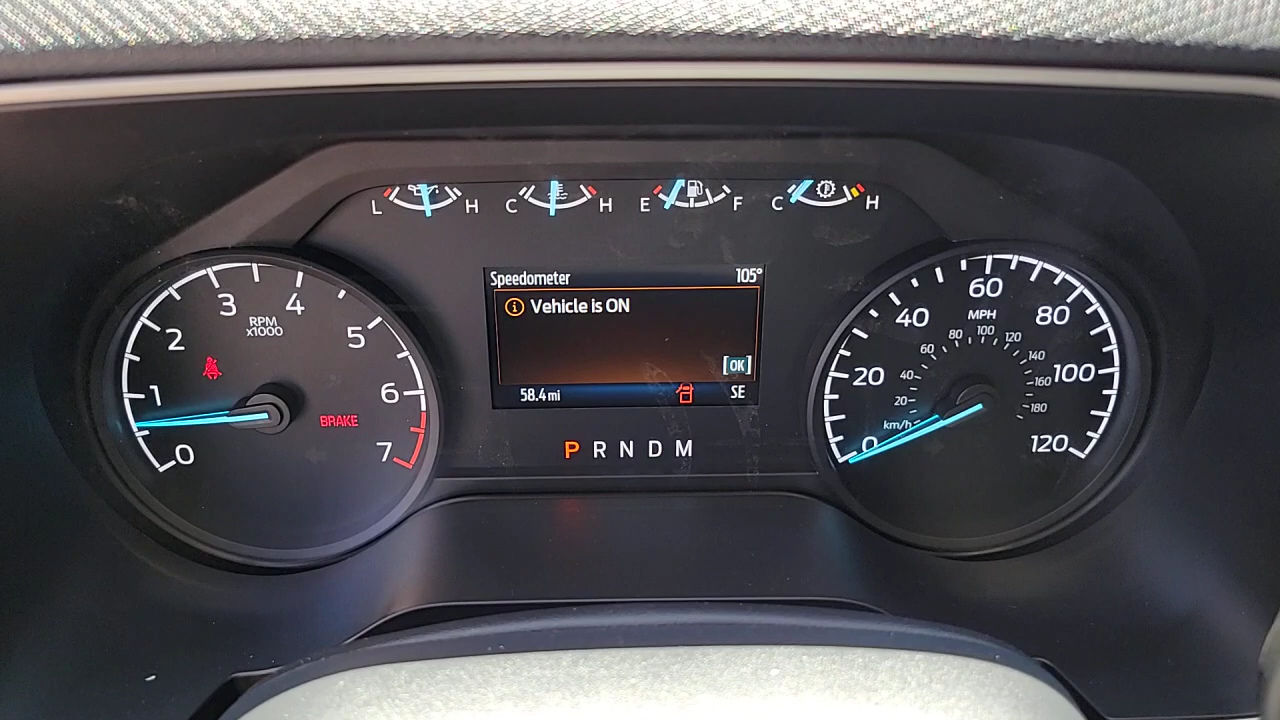 L H C H E F C H
Speedometer 105°
Vehicle is ON
[OK]
58.4 mi SE
P R N D M
0 1 2 3 4 5 6 7
RPM
x1000
BRAKE
0 20 40 60 80 100 120
MPH
20 40 60 80 100 120 140 160 180
km/h